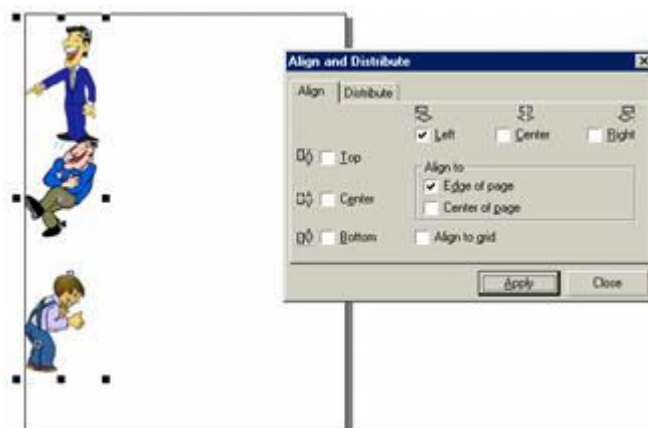 Align and Distribute
Align Distribute
Left Center Right
Top
Align to
Edge of page
Center
Center of page
Bottom Align to grid
Apply Close